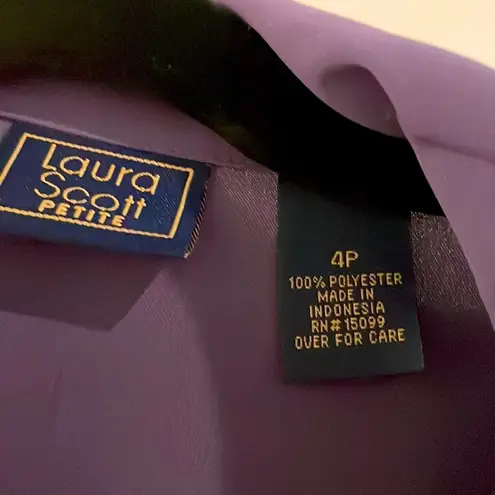 Laura
Scott
PETITE
4P
100% POLYESTER
MADE IN
INDONESIA
RN#15099
OVER FOR CARE